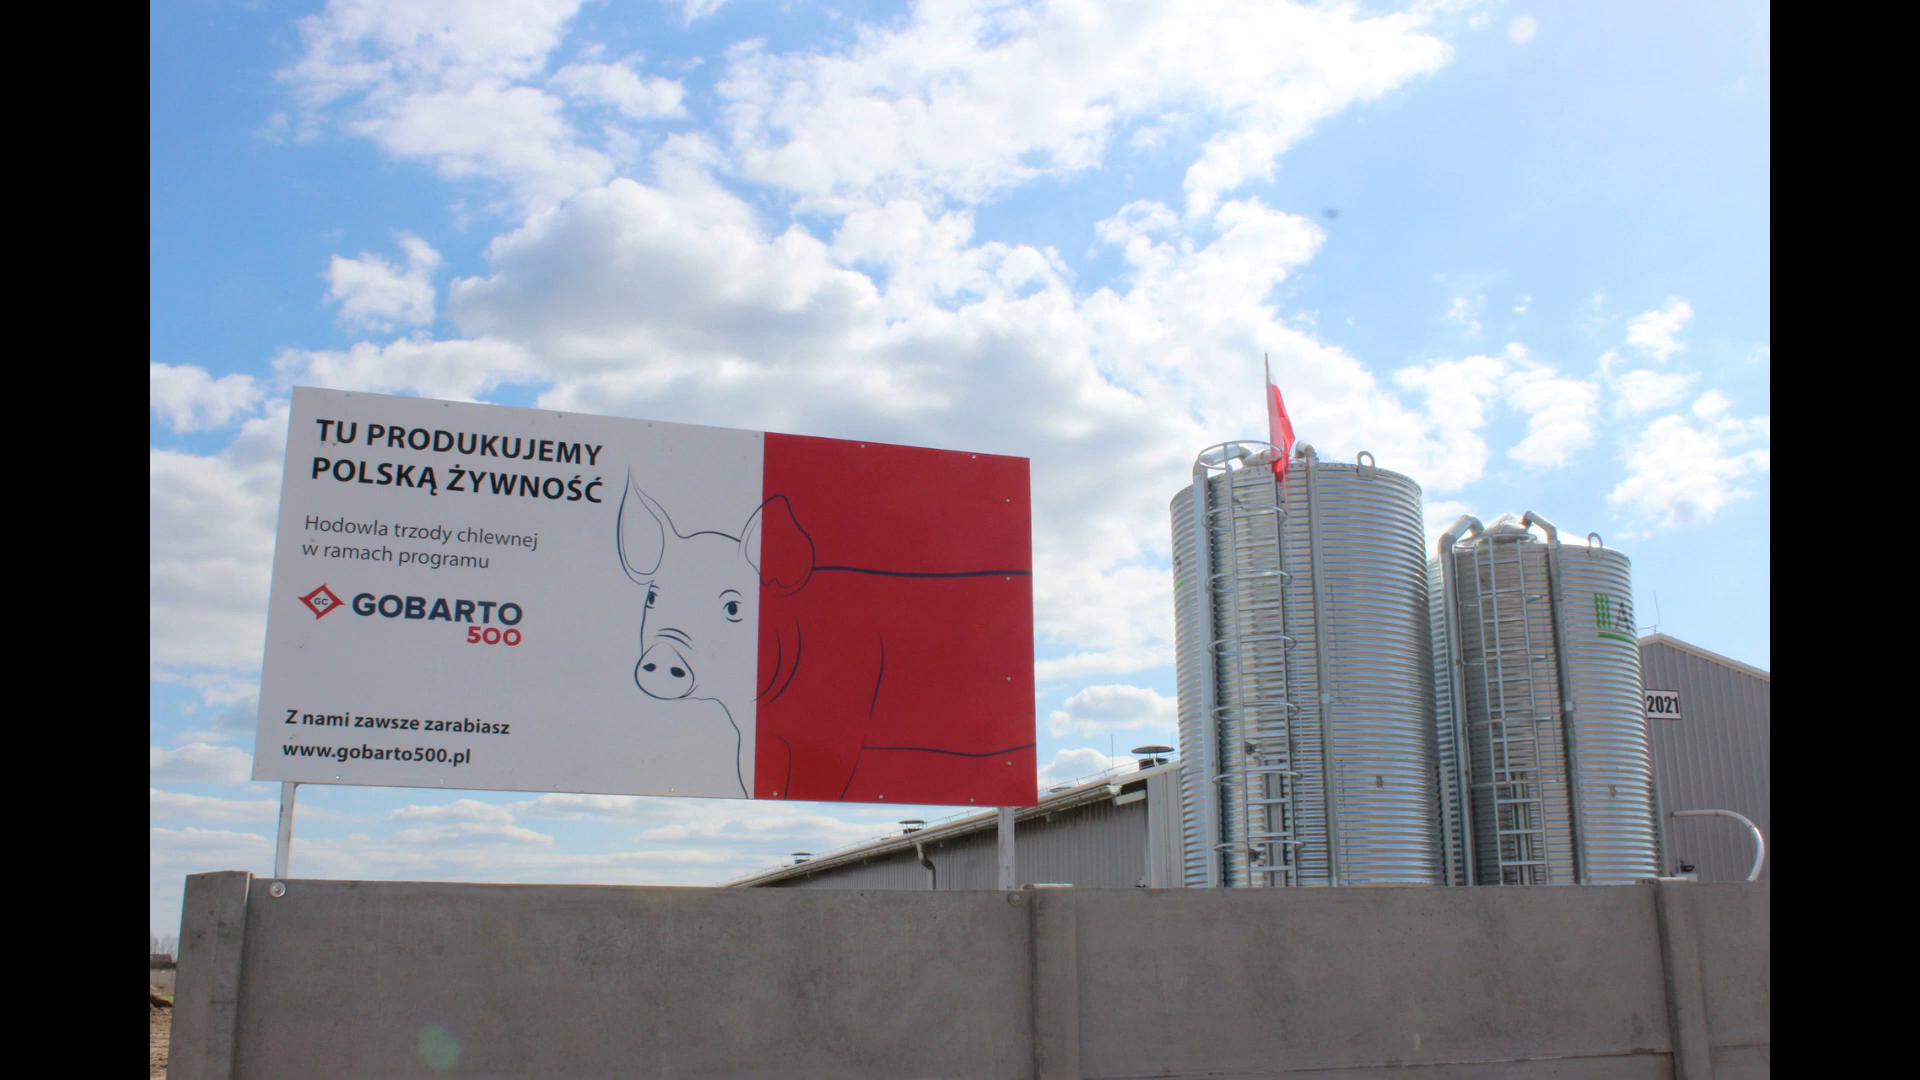 TU PRODUKUJEMY
POLSKĄ ŻYWNOŚĆ
Hodowla trzody chlewnej
w ramach programu
GC GOBARTO
500
Z nami zawsze zarabiasz
www.gobarto500.pl
2021